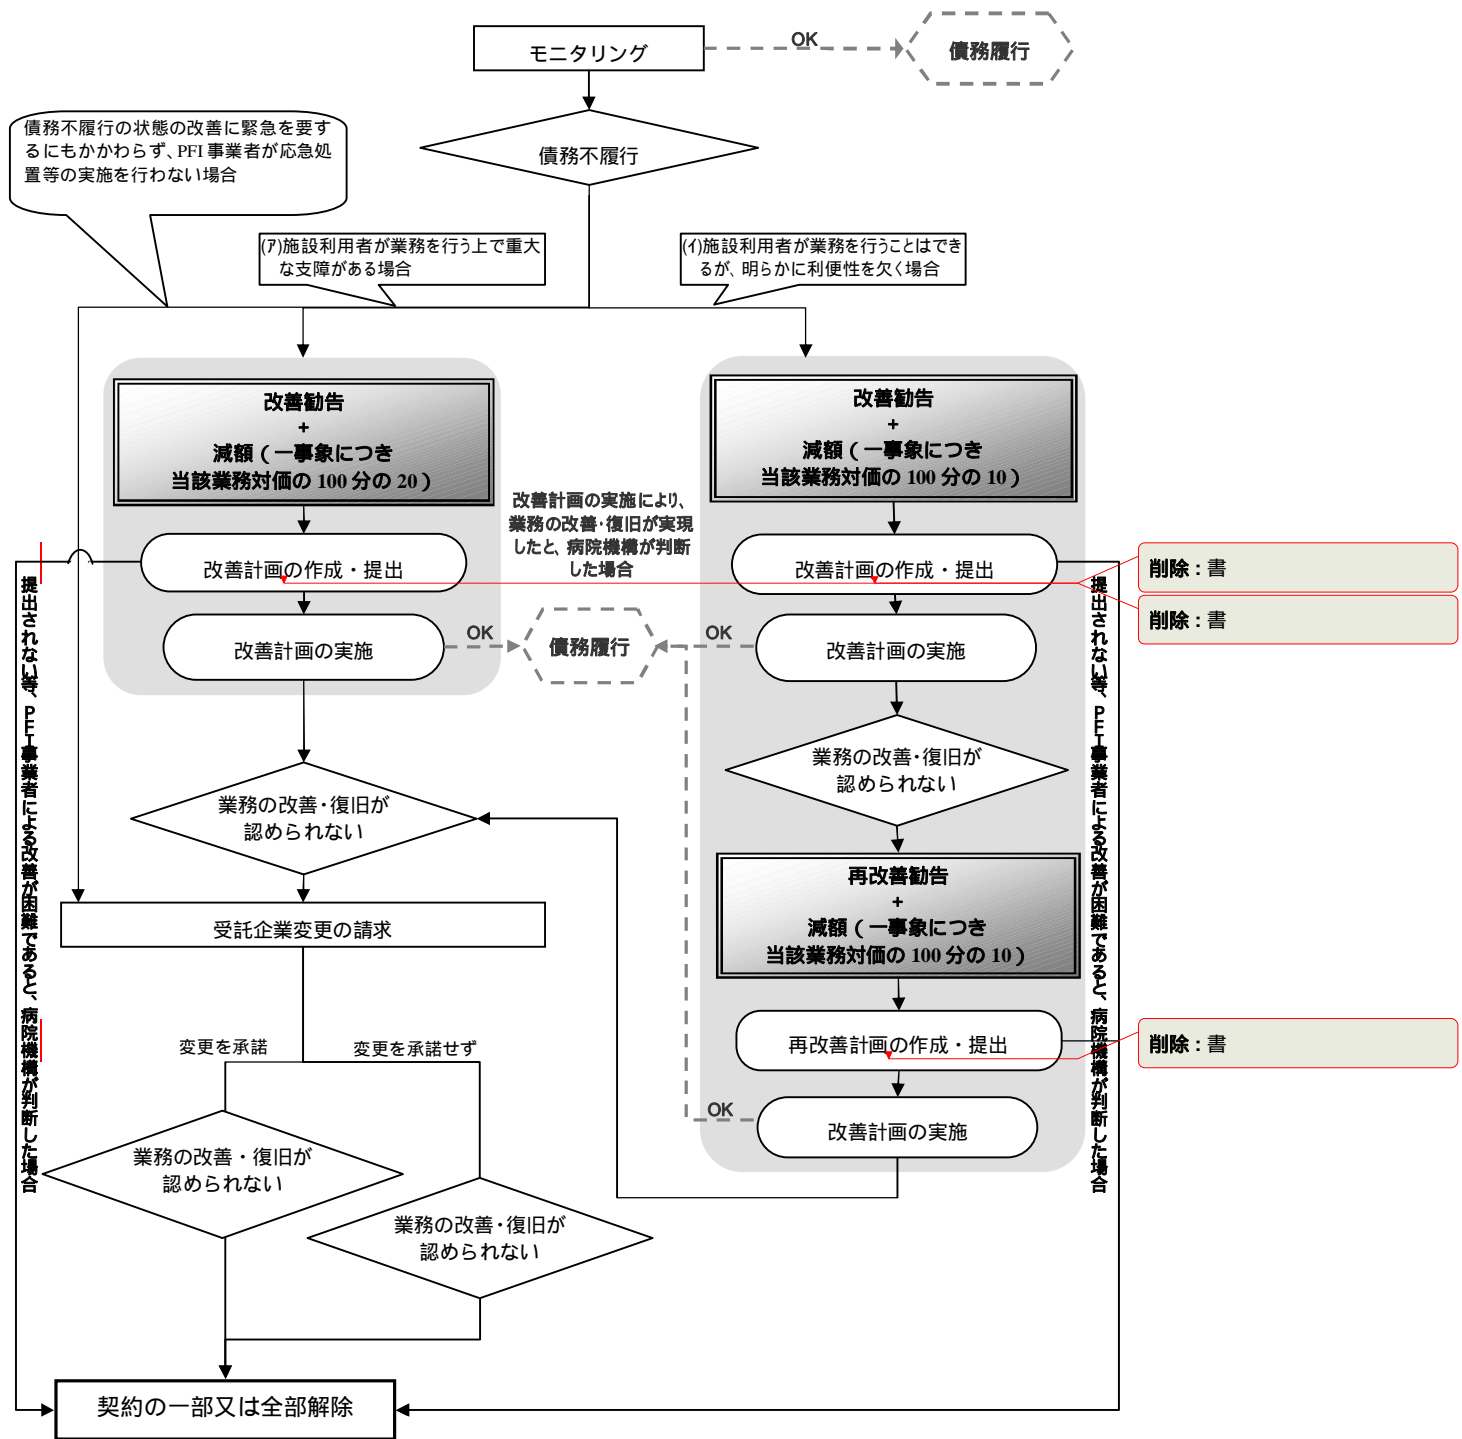 モニタリング
OK
債務履行
債務不履行の状態の改善に緊急を要す
るにもかかわらず、PFI 事業者が応急処
置等の実施を行わない場合
債務不履行
(ア)施設利用者が業務を行う上で重大
な支障がある場合
(イ)施設利用者が業務を行うことはでき
るが、明らかに利便性を欠く場合
改善勧告
+
減額（一事象につき
当該業務対価の 100 分の 20）
改善勧告
+
減額（一事象につき
当該業務対価の 100 分の 10）
改善計画の実施により、
業務の改善・復旧が実現
したと、病院機構が判断
した場合
改善計画の作成・提出
改善計画の作成・提出
削除：書
削除：書
改善計画の実施
OK
債務履行
OK
改善計画の実施
提出されない等、PFI事業者による改善が困難であると、病院機構が判断した場合
提出されない等、PFI事業者による改善が困難であると、病院機構が判断した場合
業務の改善・復旧が
認められない
業務の改善・復旧が
認められない
再改善勧告
+
減額（一事象につき
当該業務対価の 100 分の 10）
受託企業変更の請求
再改善計画の作成・提出
削除：書
変更を承諾
変更を承諾せず
OK
改善計画の実施
業務の改善・復旧が
認められない
業務の改善・復旧が
認められない
契約の一部又は全部解除